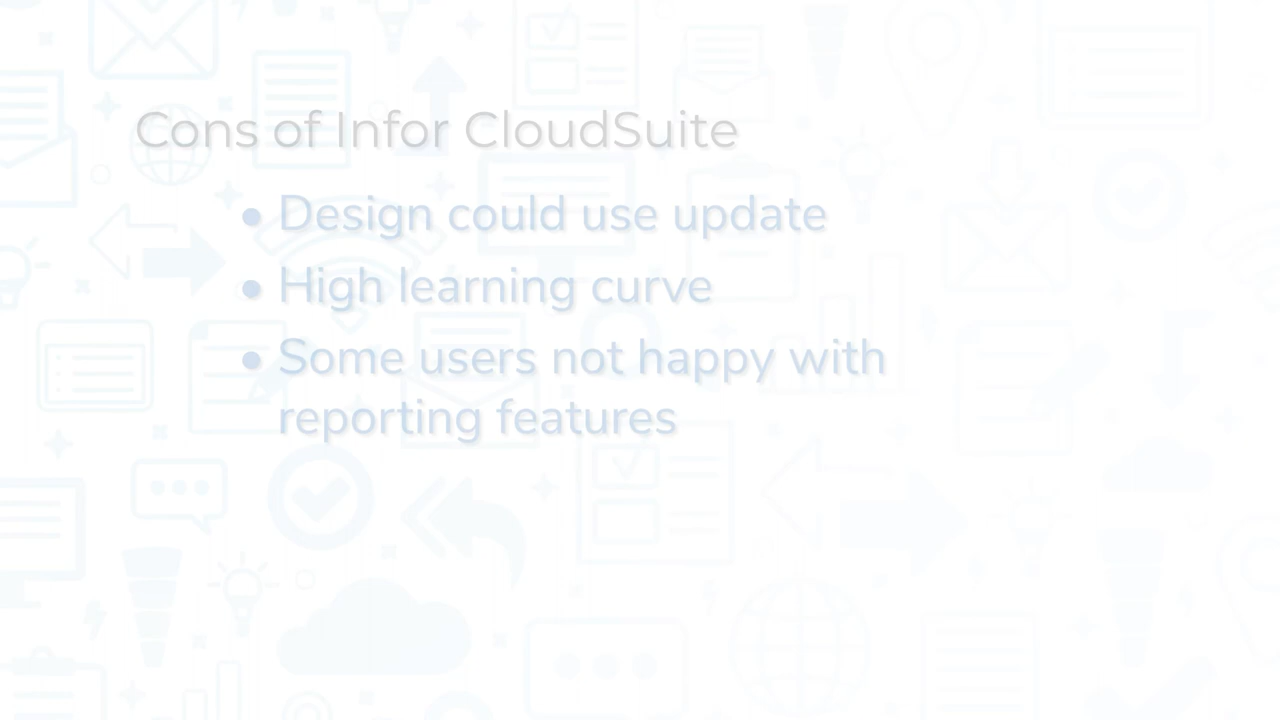 Cons of Infor CloudSuite
• Design could use update
• High learning curve
• Some users not happy with
reporting features